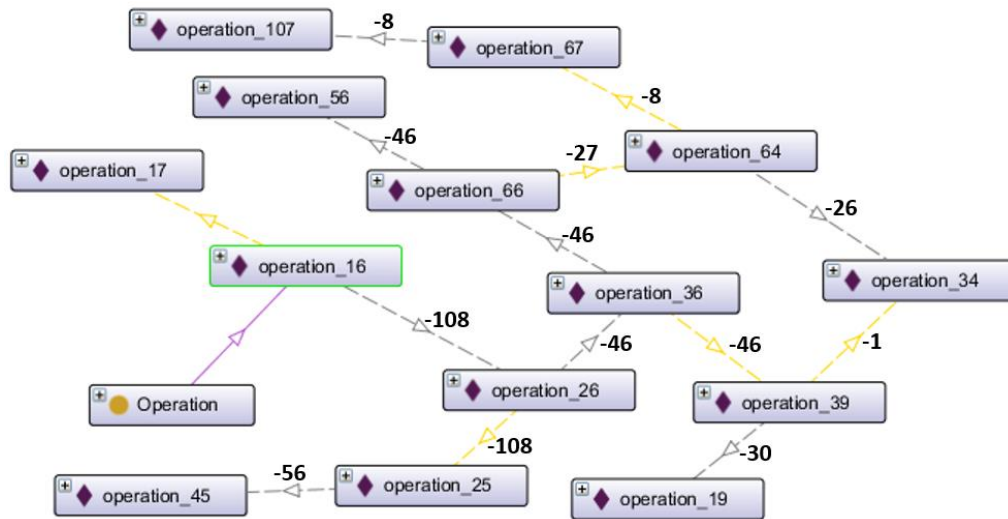 operation_107
-8
operation_67
operation_56
-8
-46
operation_64
operation_17
-27
operation_66
-26
-46
operation_16
operation_34
operation_36
-108
-46
-46
-1
operation_26
Operation
operation_39
-108
-30
-56
operation_25
operation_45
operation_19